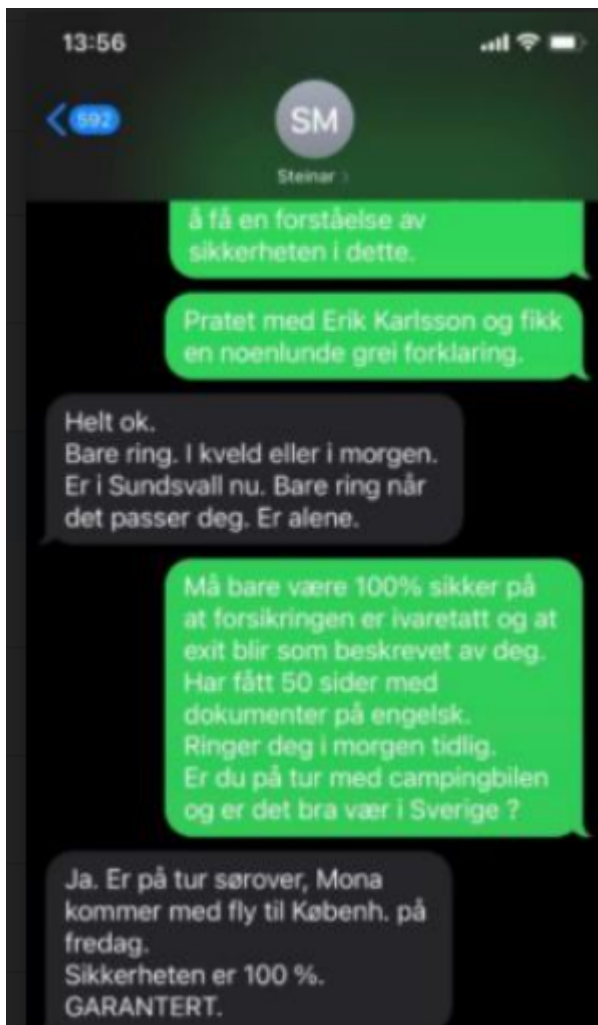 13:56
592
SM
Steinar
å få en forståelse av
sikkerheten i dette.
Pratet med Erik Karlsson og fikk
en noenlunde grei forklaring.
Helt ok.
Bare ring. I kveld eller i morgen.
Er i Sundsvall nu. Bare ring når
det passer deg. Er alene.
Må bare være 100% sikker på
at forsikringen er ivaretatt og at
exit blir som beskrevet av deg.
Har fått 50 sider med
dokumenter på engelsk.
Ringer deg i morgen tidlig.
Er du på tur med campingbilen
og er det bra vær i Sverige ?
Ja. Er på tur sørover, Mona
kommer med fly til Københ. på
fredag.
Sikkerheten er 100 %.
GARANTERT.